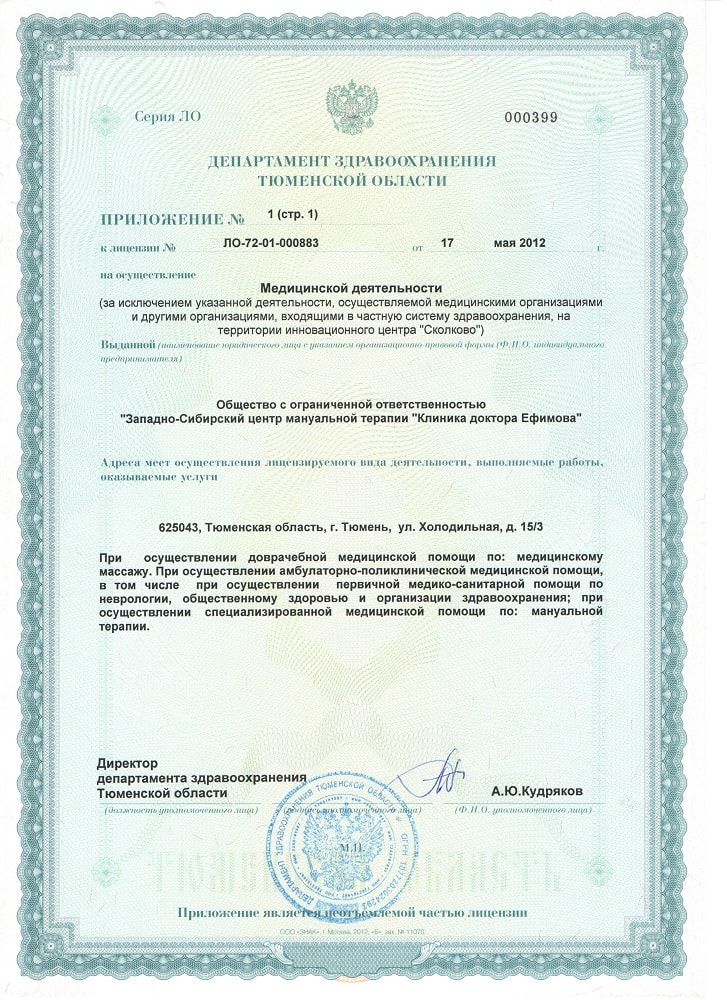 Серия ЛО
000399
ДЕПАРТАМЕНТ ЗДРАВООХРАНЕНИЯ
ТЮМЕНСКОЙ ОБЛАСТИ
ПРИЛОЖЕНИЕ № 1 (стр. 1)
к лицензии № ЛО-72-01-000883 от 17 мая 2012 г.
на осуществление
Медицинской деятельности
(за исключением указанной деятельности, осуществляемой медицинскими организациями
и другими организациями, входящими в частную систему здравоохранения, на
территории инновационного центра "Сколково")
Выданной (наименование юридического лица с указанием организационно-правовой формы (Ф.И.О. индивидуального
предпринимателя)
Общество с ограниченной ответственностью
"Западно-Сибирский центр мануальной терапии "Клиника доктора Ефимова"
Адреса мест осуществления лицензируемого вида деятельности, выполняемые работы,
оказываемые услуги
625043, Тюменская область, г. Тюмень, ул. Холодильная, д. 15/3
При осуществлении доврачебной медицинской помощи по: медицинскому
массажу. При осуществлении амбулаторно-поликлинической медицинской помощи,
в том числе при осуществлении первичной медико-санитарной помощи по
неврологии, общественному здоровью и организации здравоохранения; при
осуществлении специализированной медицинской помощи по: мануальной
терапии.
Директор
департамента здравоохранения
Тюменской области
А.Ю.Кудряков
(должность уполномоченного лица)
уполномоченного лица)
(Ф.И.О. уполномоченного лица)
ДЕПАРТАМЕНТ ЗДРАВООХРАНЕНИЯ ТЮМЕНСКОЙ ОБЛАСТИ
М.П.
Приложение является неотъемлемой частью лицензии
ООО «ЗНАК», г. Москва, 2012, «Б», зак. № 11070.